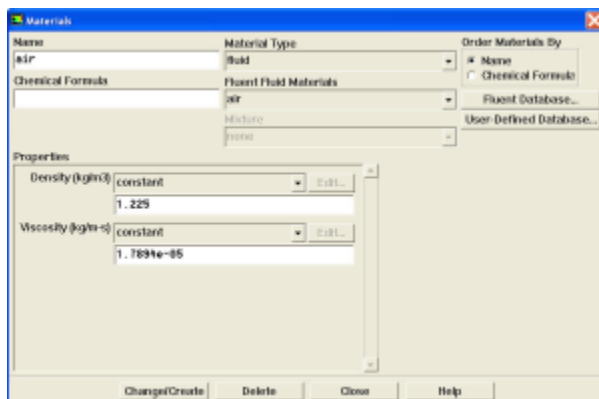 Materials
Name
air
Chemical Formula
Material Type
fluid
Fluent Fluid Materials
air
Mixture
none
Order Materials By
Name
Chemical Formula
Fluent Database...
User-Defined Database...
Properties
Density (kg/m3)
constant
Edit...
1.225
Viscosity (kg/m-s)
constant
Edit...
1.7894e-05
Change/Create
Delete
Close
Help